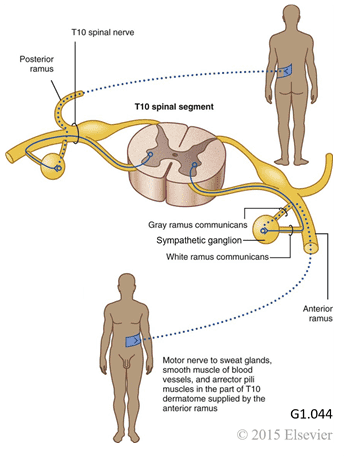 T10 spinal nerve
Posterior
ramus
T10 spinal segment
Gray ramus communicans
Sympathetic ganglion
White ramus communicans
Anterior
ramus
Motor nerve to sweat glands,
smooth muscle of blood
vessels, and arrector pili
muscles in the part of T10
dermatome supplied by the
anterior ramus
G1.044
© 2015 Elsevier